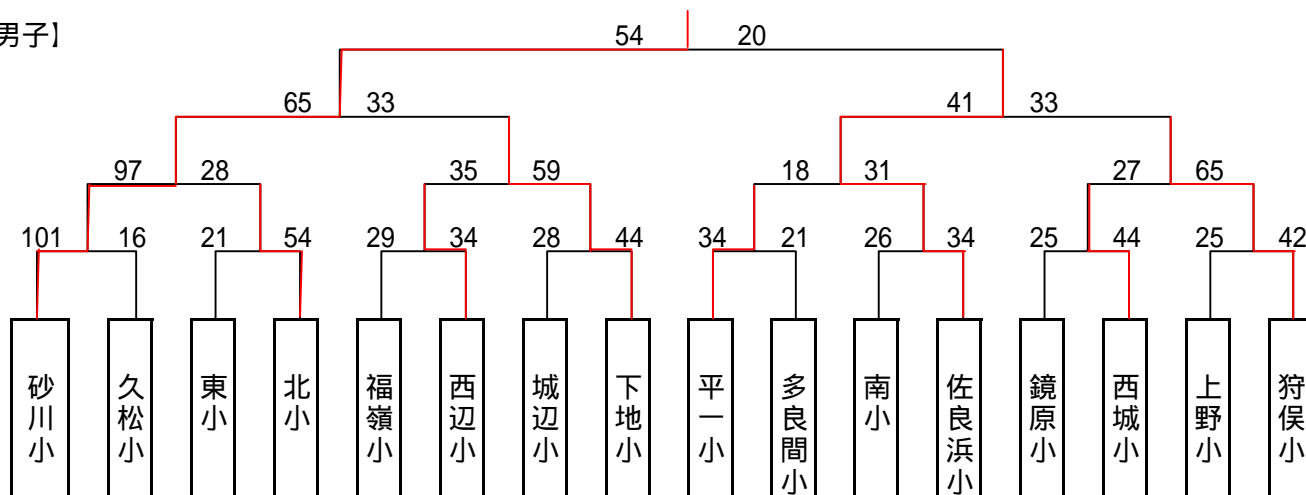 男子】
54 20
65 33 41 33
97 28 35 59 18 31 27 65
101 16 21 54 29 34 28 44 34 21 26 34 25 44 25 42
砂川小
久松小
東小
北小
福嶺小
西辺小
城辺小
下地小
平一小
多良間小
南小
佐良浜小
鏡原小
西城小
上野小
狩俣小